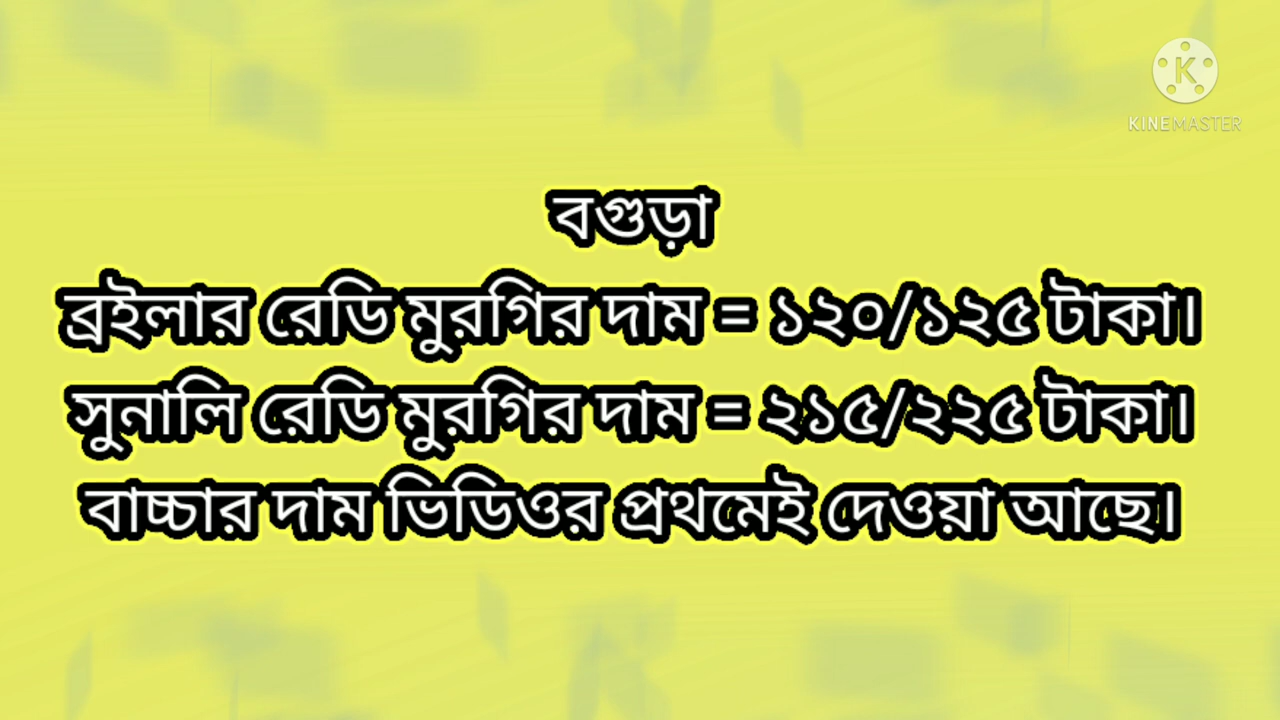 KINEMASTER
বগুড়া
ব্রইলার রেডি মুরগির দাম = ১২০/১২৫ টাকা।
সুনালি রেডি মুরগির দাম = ২১৫/২২৫ টাকা।
বাচ্চার দাম ভিডিওর প্রথমেই দেওয়া আছে।